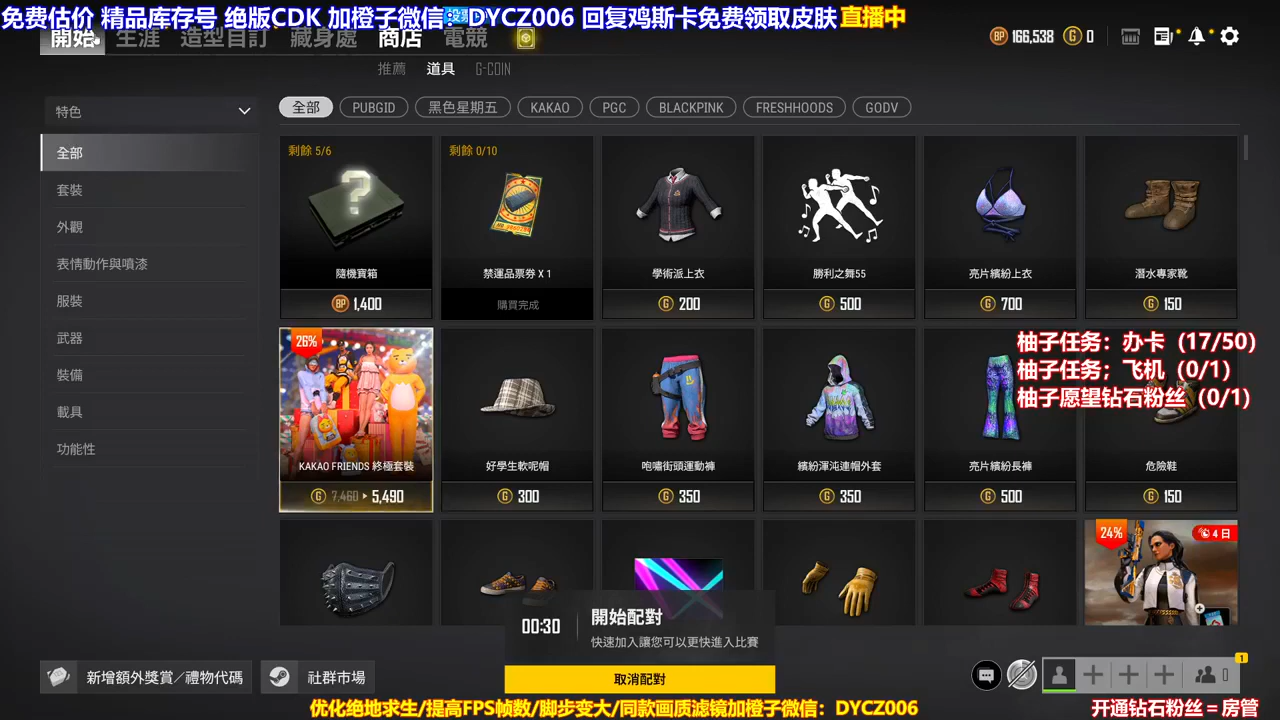 免费估价 精品库存号 绝版CDK 加橙子微信：DYCZ006 回复鸡斯卡免费领取皮肤 直播中
開始 生涯 造型自訂 藏身處 商店 電競
BP 166,538 G 0
推薦 道具 G-COIN
特色
全部 PUBGID 黑色星期五 KAKAO PGC BLACKPINK FRESHHOODS GODV
全部
套裝
外觀
表情動作與噴漆
服裝
武器
裝備
載具
功能性
剩餘 5/6
隨機寶箱
BP 1,400
剩餘 0/10
禁運品票券 X 1
購買完成
學術派上衣
G 200
勝利之舞55
G 500
亮片繽紛上衣
G 700
潛水專家靴
G 150
26%
KAKAO FRIENDS 終極套裝
G 7,460 5,490
好學生軟呢帽
G 300
咆嘯街頭運動褲
G 350
繽紛渾沌連帽外套
G 350
亮片繽紛長褲
G 500
危險鞋
G 150
柚子任务：办卡（17/50）
柚子任务；飞机（0/1）
柚子愿望钻石粉丝（0/1）
24%
4 日
00:30
開始配對
快速加入讓您可以更快進入比賽
取消配對
新增額外獎賞／禮物代碼
社群市場
0
1
优化绝地求生/提高FPS帧数/脚步变大/同款画质滤镜加橙子微信：DYCZ006
开通钻石粉丝＝房管